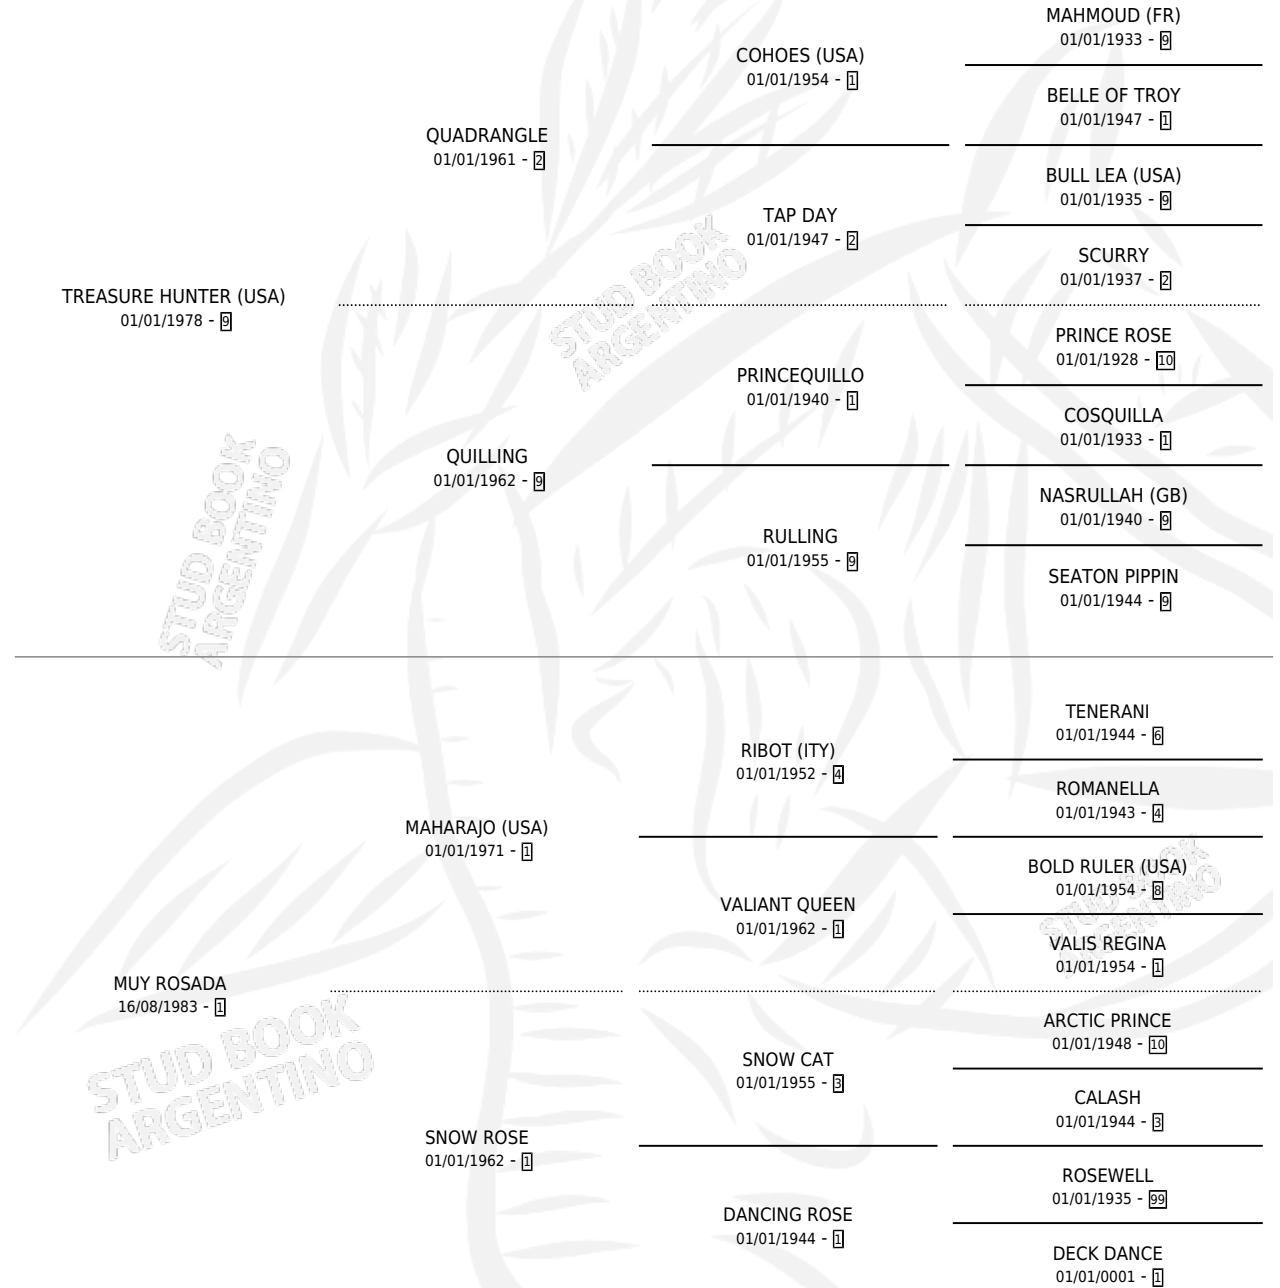 MAHMOUD (FR)
01/01/1933 - 9
COHOES (USA)
01/01/1954 - 1
BELLE OF TROY
01/01/1947 - 1
QUADRANGLE
01/01/1961 - 2
BULL LEA (USA)
01/01/1935 - 9
TAP DAY
01/01/1947 - 2
SCURRY
01/01/1937 - 2
TREASURE HUNTER (USA)
01/01/1978 - 9
PRINCE ROSE
01/01/1928 - 10
PRINCEQUILLO
01/01/1940 - 1
COSQUILLA
01/01/1933 - 1
QUILLING
01/01/1962 - 9
NASRULLAH (GB)
01/01/1940 - 9
RULLING
01/01/1955 - 9
SEATON PIPPIN
01/01/1944 - 9
STUD BOOK
ARGENTINO
STUD BOOK
ARGENTINO
TENERANI
01/01/1944 - 6
RIBOT (ITY)
01/01/1952 - 4
ROMANELLA
01/01/1943 - 4
MAHARAJO (USA)
01/01/1971 - 1
BOLD RULER (USA)
01/01/1954 - 8
VALIANT QUEEN
01/01/1962 - 1
VALIS REGINA
01/01/1954 - 1
STUD BOOK
ARGENTINO
MUY ROSADA
16/08/1983 - 1
ARCTIC PRINCE
01/01/1948 - 10
SNOW CAT
01/01/1955 - 3
CALASH
01/01/1944 - 3
SNOW ROSE
01/01/1962 - 1
ROSEWELL
01/01/1935 - 99
DANCING ROSE
01/01/1944 - 1
DECK DANCE
01/01/0001 - 1
STUD BOOK
ARGENTINO